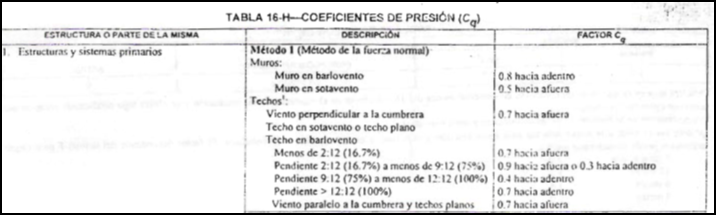 TABLA 16-H—COEFICIENTES DE PRESIÓN (Cq)
ESTRUCTURA O PARTE DE LA MISMA DESCRIPCIÓN FACTOR Cq
1. Estructuras y sistemas primarios Método 1 (Método de la fuerza normal)
Muros:
Muro en barlovento 0.8 hacia adentro
Muro en sotavento 0.5 hacia afuera
Techos¹:
Viento perpendicular a la cumbrera 0.7 hacia afuera
Techo en sotavento o techo plano
Techo en barlovento
Menos de 2:12 (16.7%) 0.7 hacia afuera
Pendiente 2:12 (16.7%) a menos de 9:12 (75%) 0.9 hacia afuera o 0.3 hacia adentro
Pendiente 9:12 (75%) a menos de 12:12 (100%) 0.4 hacia adentro
Pendiente > 12:12 (100%) 0.7 hacia adentro
Viento paralelo a la cumbrera y techos planos 0.7 hacia afuera